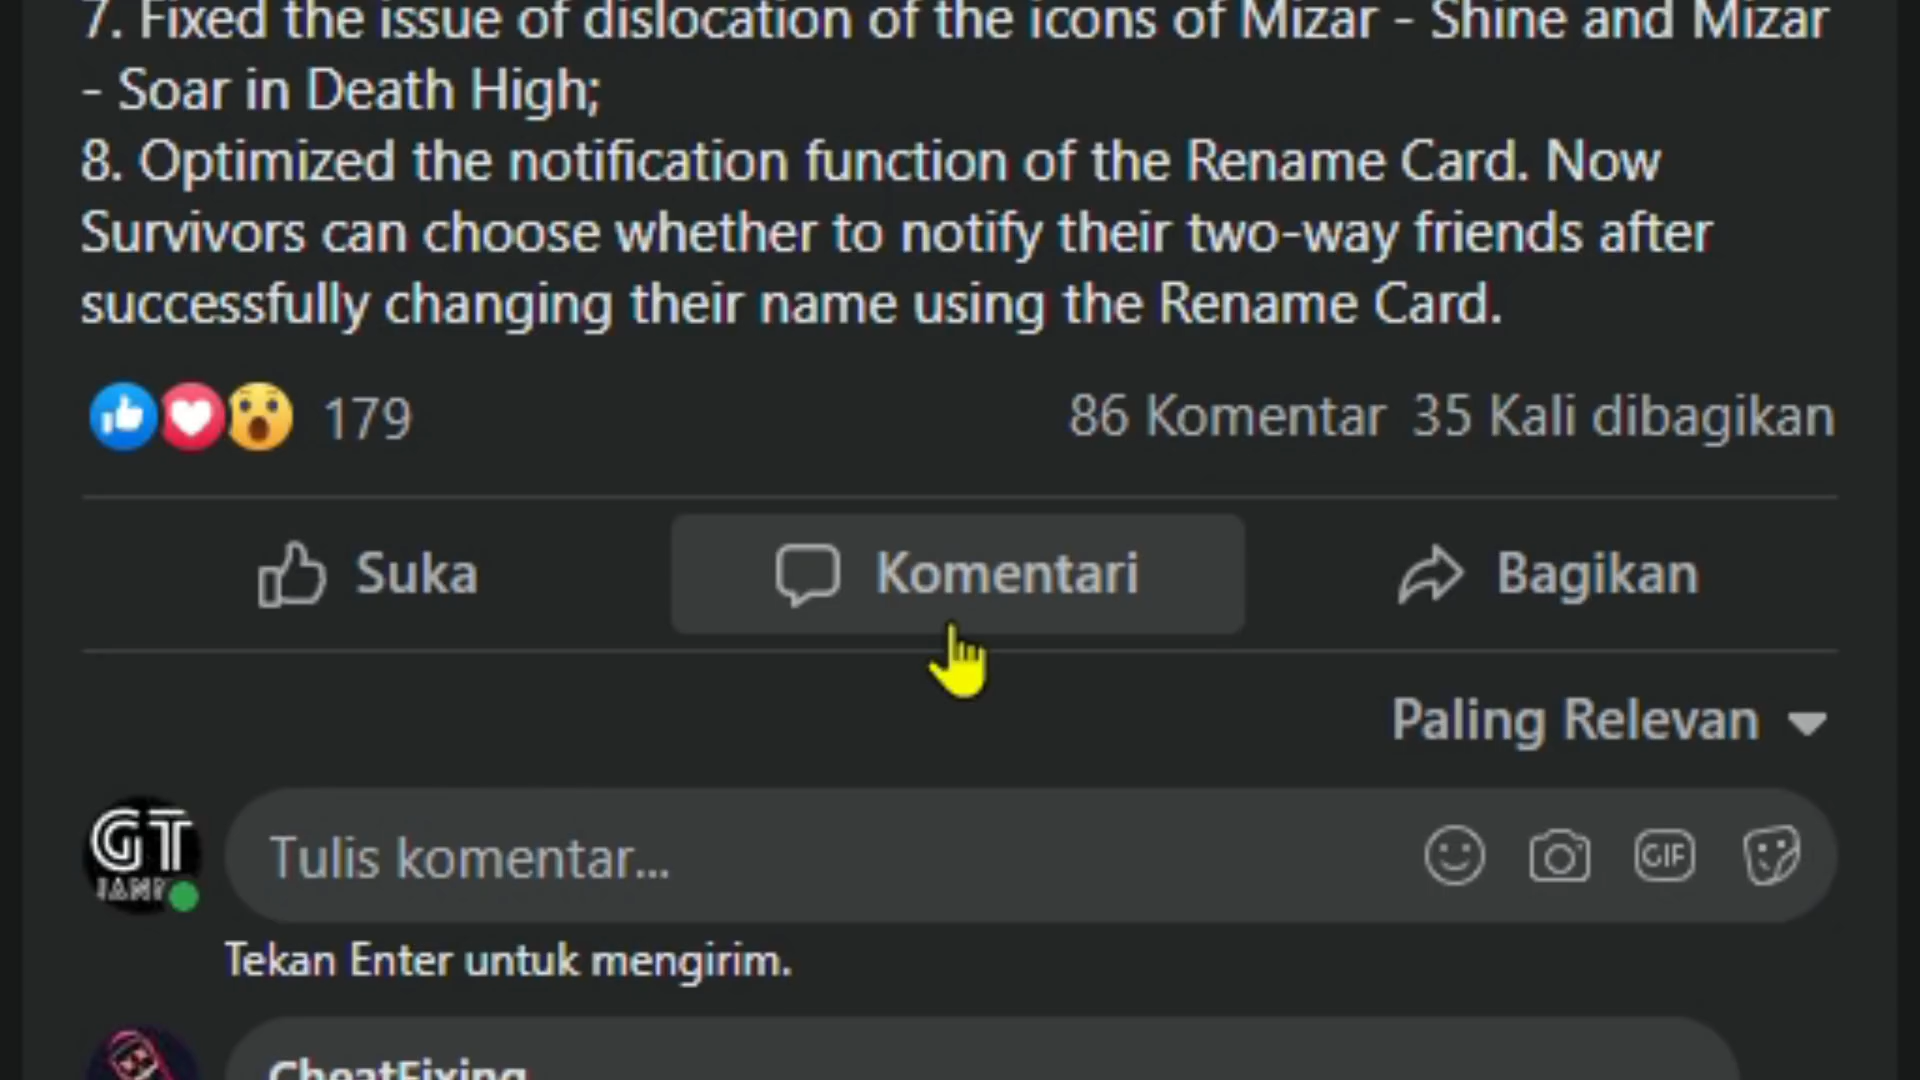 7. Fixed the issue of dislocation of the icons of Mizar - Shine and Mizar
- Soar in Death High;
8. Optimized the notification function of the Rename Card. Now
Survivors can choose whether to notify their two-way friends after
successfully changing their name using the Rename Card.
179
86 Komentar 35 Kali dibagikan
Suka
Komentari
Bagikan
Paling Relevan
GT
Tulis komentar...
GIF
Tekan Enter untuk mengirim.
CheatFixing